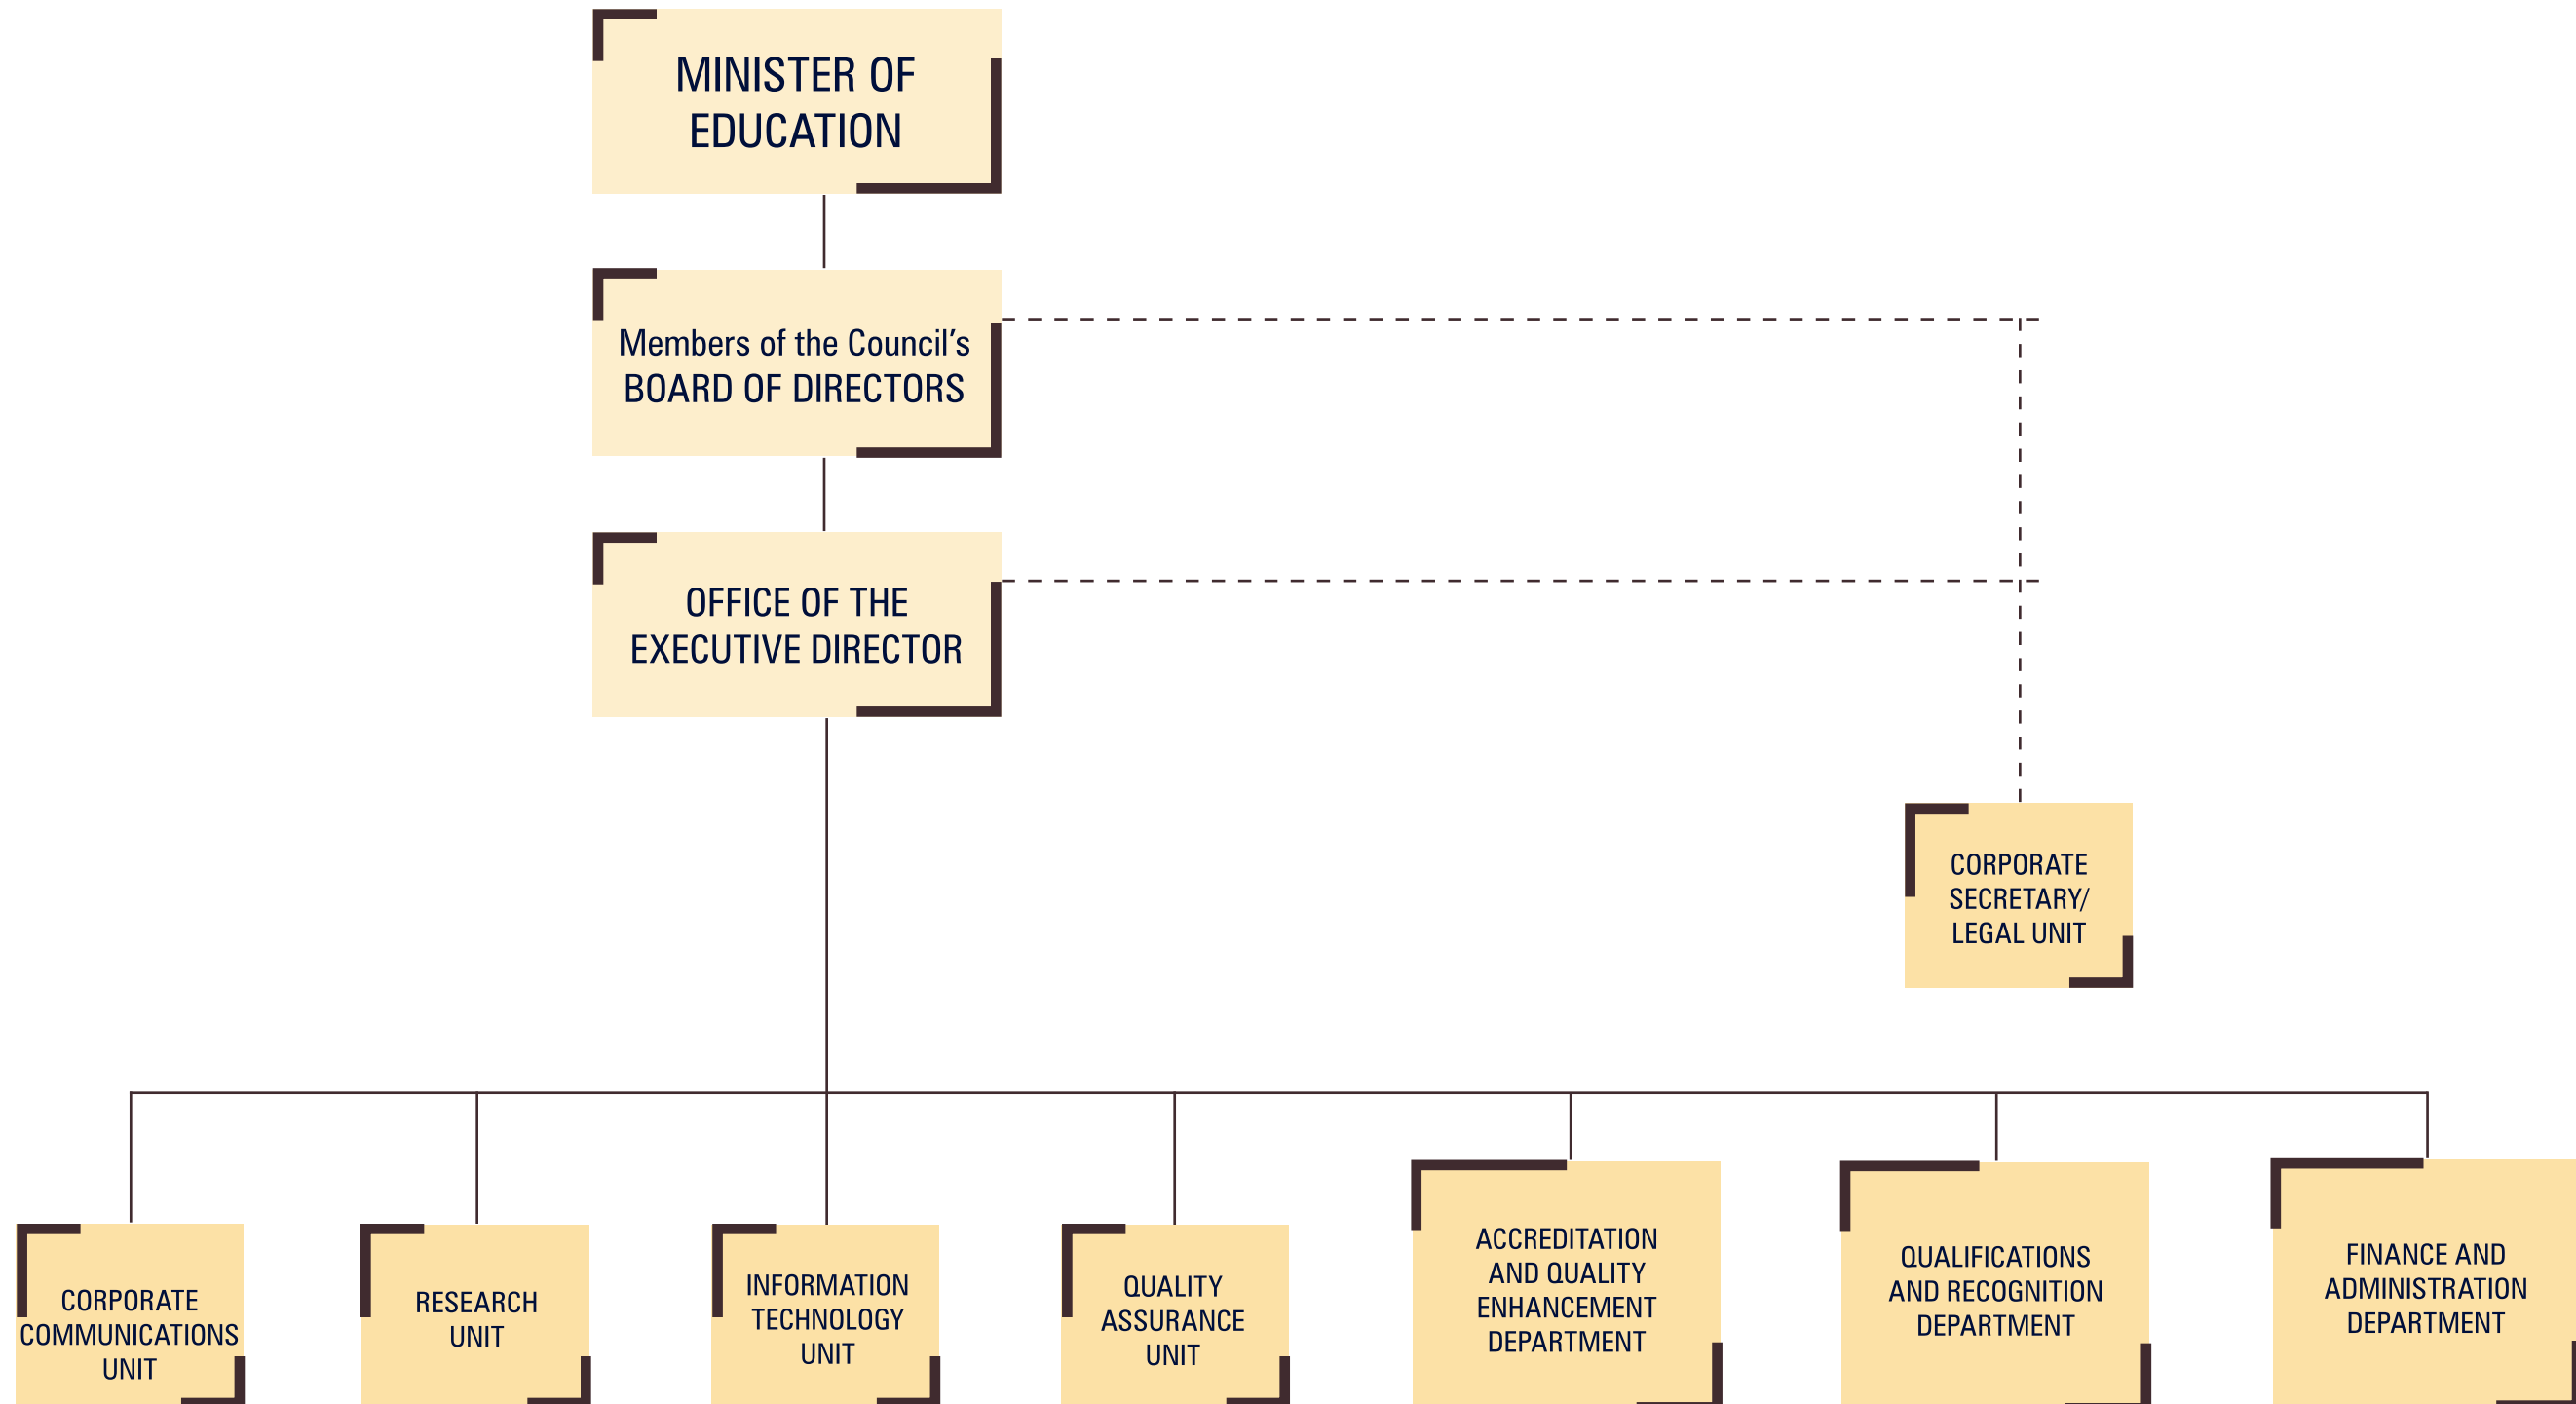 MINISTER OF
EDUCATION
Members of the Council’s
BOARD OF DIRECTORS
OFFICE OF THE
EXECUTIVE DIRECTOR
CORPORATE
SECRETARY/
LEGAL UNIT
CORPORATE
COMMUNICATIONS
UNIT
RESEARCH
UNIT
INFORMATION
TECHNOLOGY
UNIT
QUALITY
ASSURANCE
UNIT
ACCREDITATION
AND QUALITY
ENHANCEMENT
DEPARTMENT
QUALIFICATIONS
AND RECOGNITION
DEPARTMENT
FINANCE AND
ADMINISTRATION
DEPARTMENT